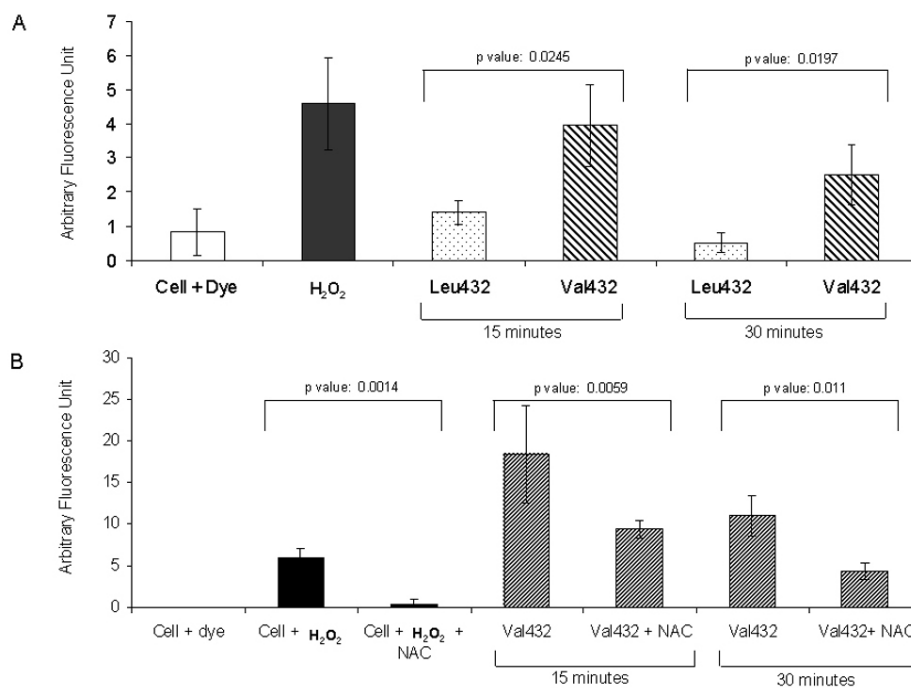 A
Arbitrary Fluorescence Unit
7
6
5
4
3
2
1
0
p value: 0.0245
p value: 0.0197
Cell + Dye
H₂O₂
Leu432
Val432
Leu432
Val432
15 minutes
30 minutes
B
Arbitrary Fluorescence Unit
30
25
20
15
10
5
0
p value: 0.0014
p value: 0.0059
p value: 0.011
Cell + dye
Cell + H₂O₂
Cell + H₂O₂ +
NAC
Val432
Val432 + NAC
Val432
Val432+ NAC
15 minutes
30 minutes